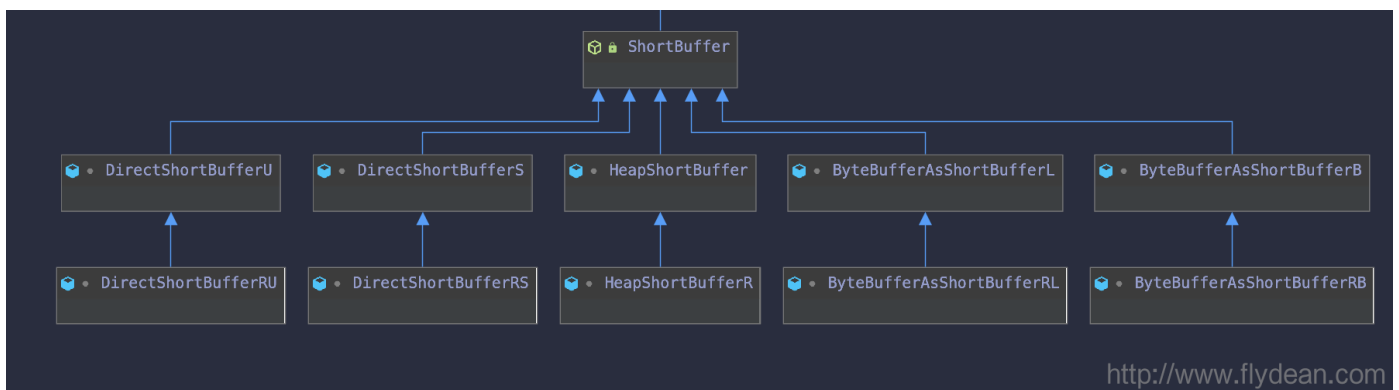 ShortBuffer
DirectShortBufferU
DirectShortBufferS
HeapShortBuffer
ByteBufferAsShortBufferL
ByteBufferAsShortBufferB
DirectShortBufferRU
DirectShortBufferRS
HeapShortBufferR
ByteBufferAsShortBufferRL
ByteBufferAsShortBufferRB
http://www.flydean.com